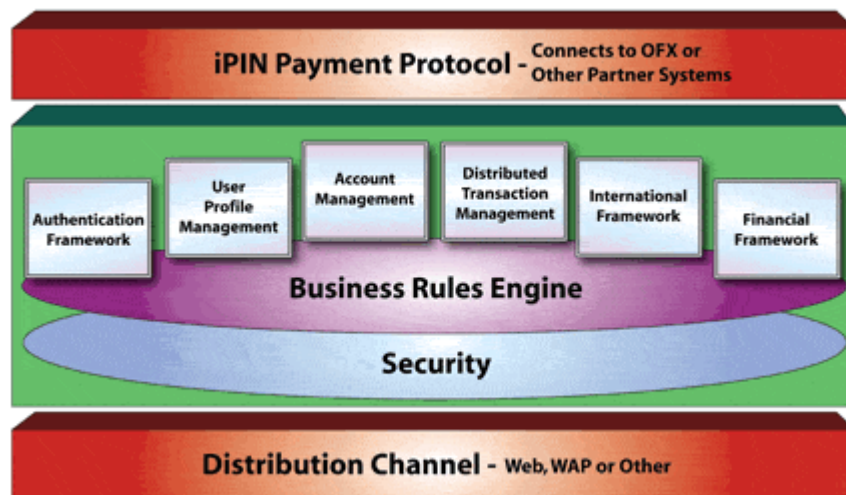 iPIN Payment Protocol - Connects to OFX or
Other Partner Systems
Authentication
Framework
User
Profile
Management
Account
Management
Distributed
Transaction
Management
International
Framework
Financial
Framework
Business Rules Engine
Security
Distribution Channel - Web, WAP or Other